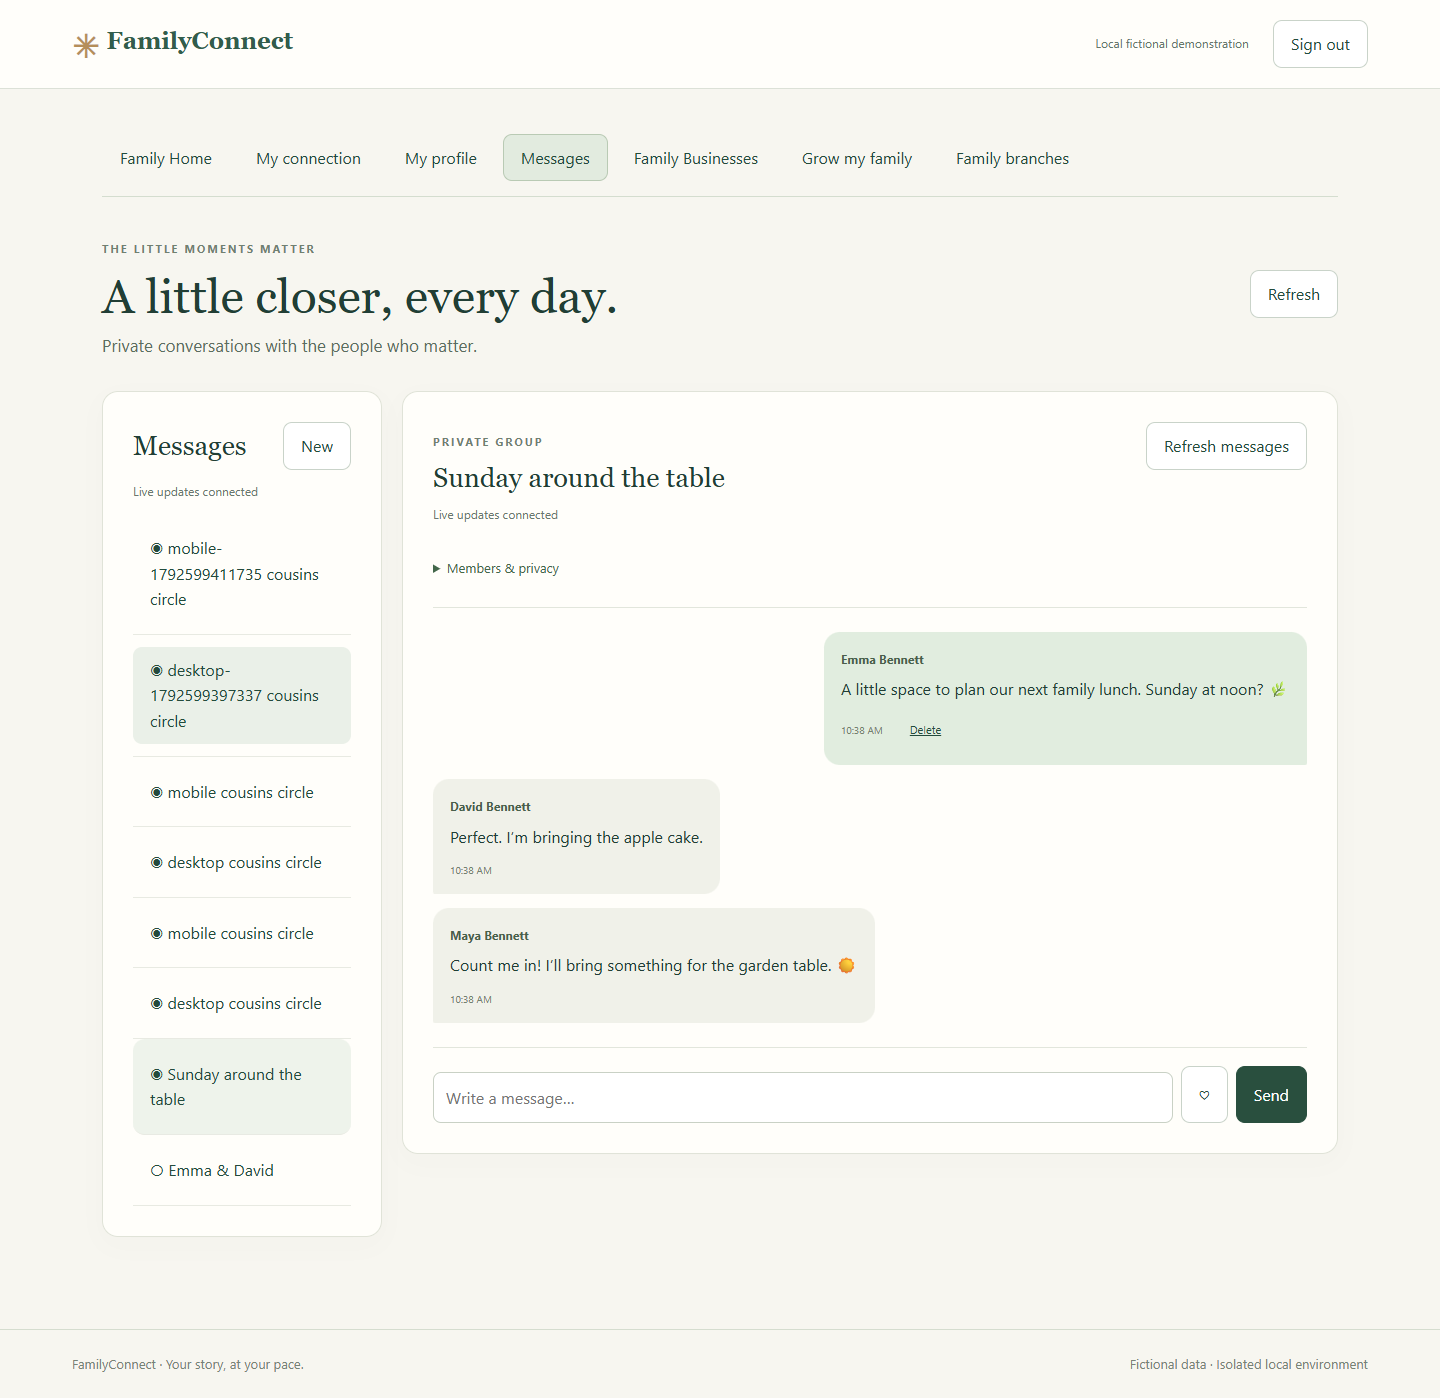 FamilyConnect
Local fictional demonstration
Sign out
Family Home
My connection
My profile
Messages
Family Businesses
Grow my family
Family branches
THE LITTLE MOMENTS MATTER
A little closer, every day.
Refresh
Private conversations with the people who matter.
Messages
New
Live updates connected
◉ mobile-
1792599411735 cousins
circle
◉ desktop-
1792599397337 cousins
circle
◉ mobile cousins circle
◉ desktop cousins circle
◉ mobile cousins circle
◉ desktop cousins circle
◉ Sunday around the
table
○ Emma & David
PRIVATE GROUP
Sunday around the table
Refresh messages
Live updates connected
▶ Members & privacy
Emma Bennett
A little space to plan our next family lunch. Sunday at noon? 🌿
10:38 AM Delete
David Bennett
Perfect. I’m bringing the apple cake.
10:38 AM
Maya Bennett
Count me in! I’ll bring something for the garden table. 🌼
10:38 AM
Write a message...
♡
Send
FamilyConnect · Your story, at your pace.
Fictional data · Isolated local environment